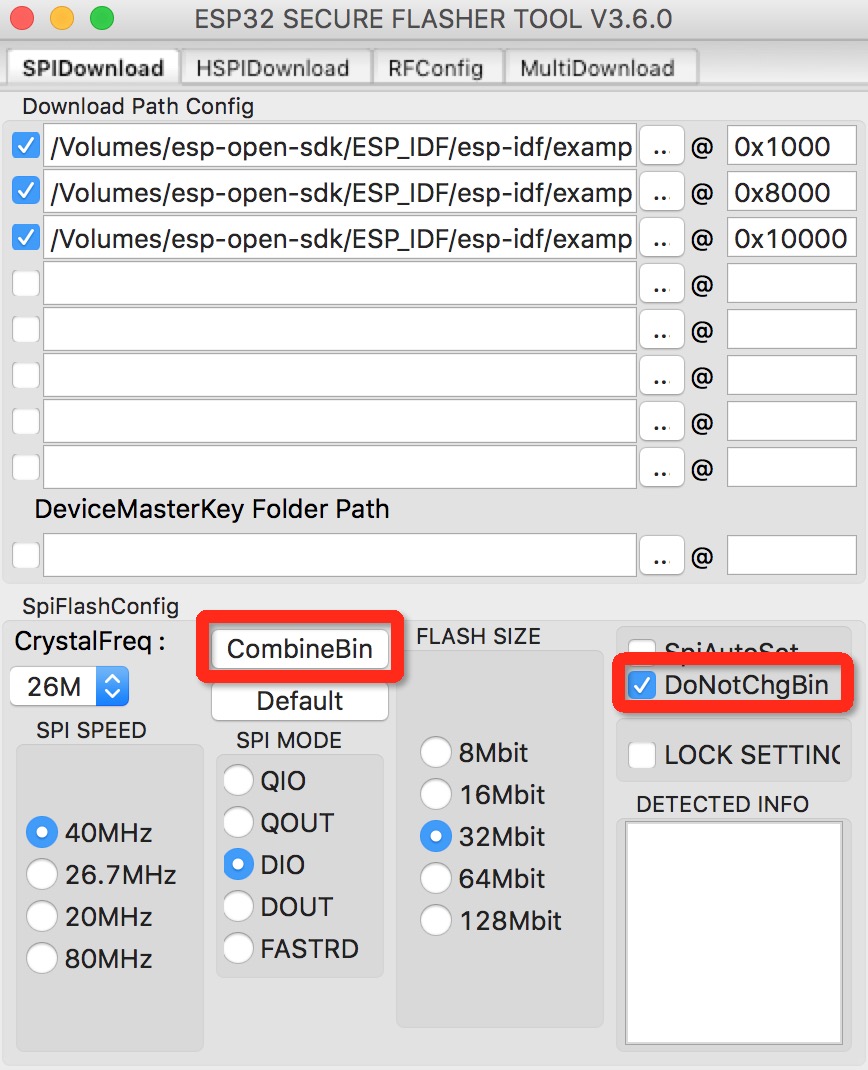 ESP32 SECURE FLASHER TOOL V3.6.0
SPIDownload HSPIDownload RFConfig MultiDownload
Download Path Config
/Volumes/esp-open-sdk/ESP_IDF/esp-idf/examp .. @ 0x1000
/Volumes/esp-open-sdk/ESP_IDF/esp-idf/examp .. @ 0x8000
/Volumes/esp-open-sdk/ESP_IDF/esp-idf/examp .. @ 0x10000
.. @
.. @
.. @
.. @
.. @
DeviceMasterKey Folder Path
.. @
SpiFlashConfig
CrystalFreq :
26M
SPI SPEED
40MHz
26.7MHz
20MHz
80MHz
CombineBin
Default
SPI MODE
QIO
QOUT
DIO
DOUT
FASTRD
FLASH SIZE
8Mbit
16Mbit
32Mbit
64Mbit
128Mbit
SpiAutoSet
DoNotChgBin
LOCK SETTING
DETECTED INFO